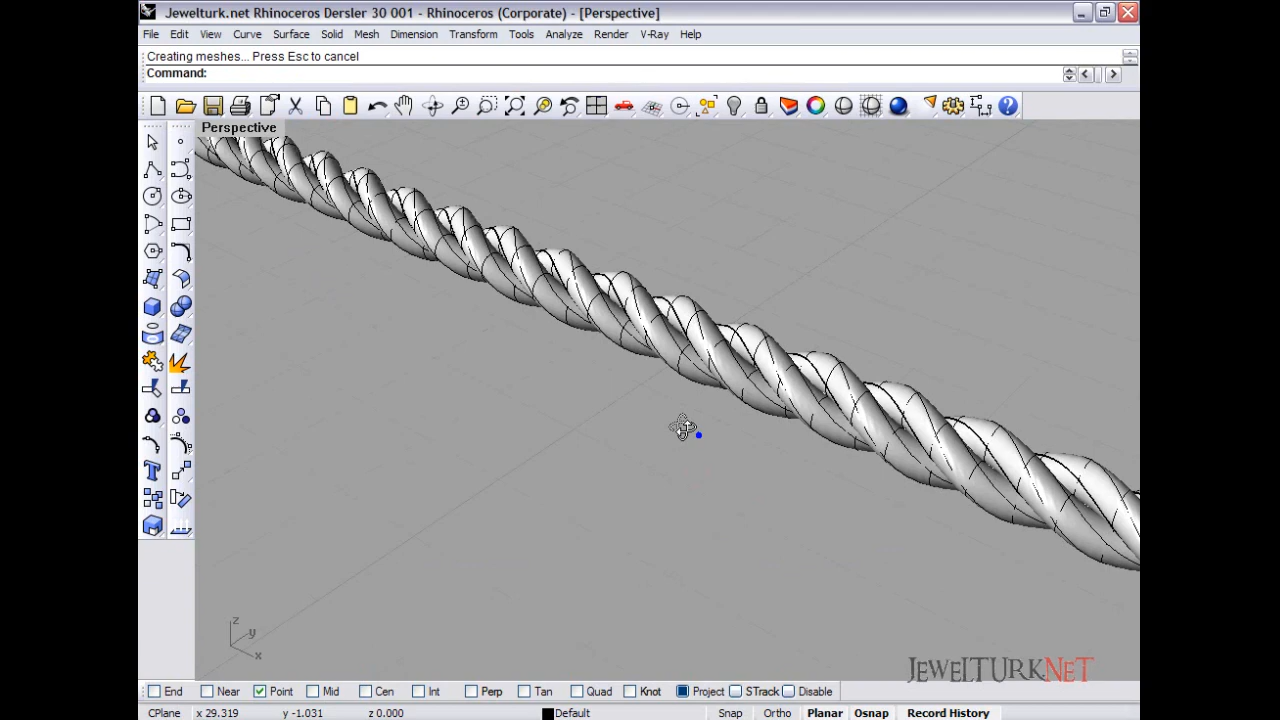 Jewelturk.net Rhinoceros Dersler 30 001 - Rhinoceros (Corporate) - [Perspective]
File Edit View Curve Surface Solid Mesh Dimension Transform Tools Analyze Render V-Ray Help
Creating meshes... Press Esc to cancel
Command:
Perspective
z
y
x
JEWELTURKNET
End Near Point Mid Cen Int Perp Tan Quad Knot Project STrack Disable
CPlane x 29.319 y -1.031 z 0.000 Default Snap Ortho Planar Osnap Record History